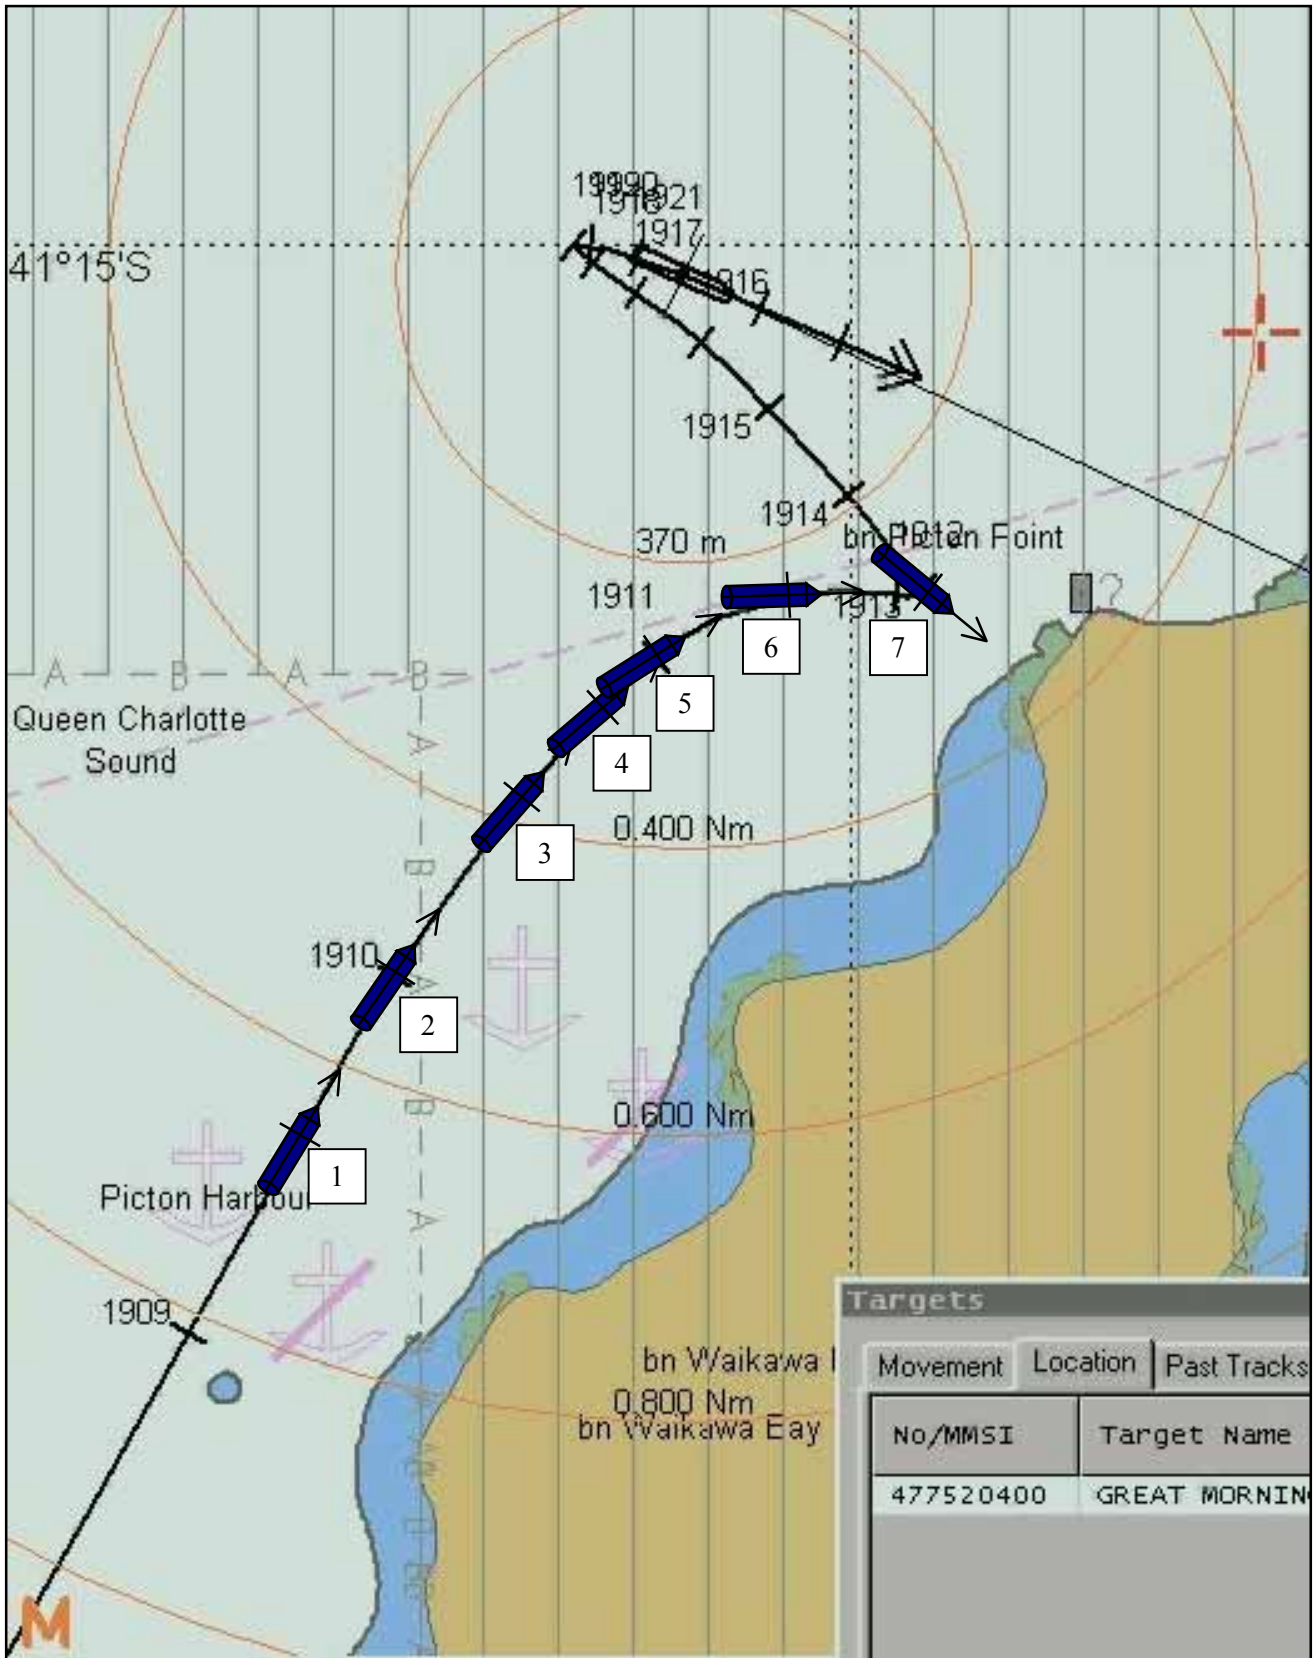 1921
1917
1916
41°15'S
1915
1914
370 m
bn Picton Point
1911
1913
6
7
?
A B A B
5
Queen Charlotte
Sound
A
4
0.400 Nm
3
B
1910
A
2
B
0.600 Nm
1
Picton Harbour
A
1909
Targets
bn Waikawa
Movement Location Past Tracks
0.800 Nm
bn Waikawa Bay
No/MMSI Target Name
477520400 GREAT MORNIN
M